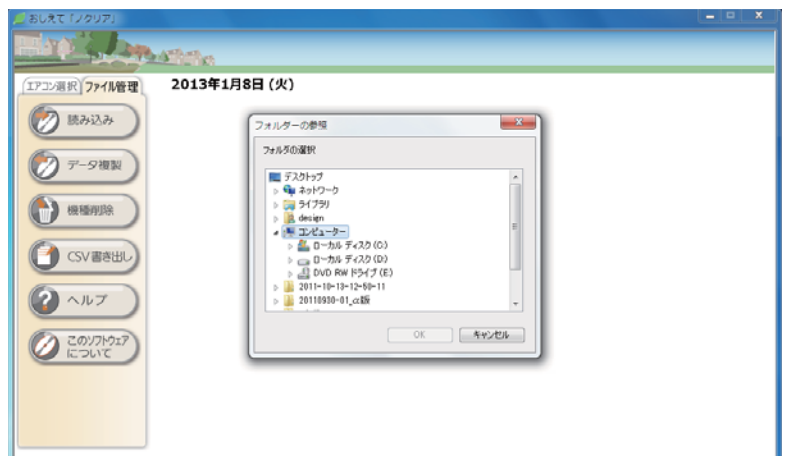 おしえて「ノクリア」
エアコン選択 ファイル管理
2013年1月8日 (火)
読み込み
データ複製
機種削除
CSV書き出し
ヘルプ
このソフトウェア
について
フォルダーの参照
フォルダの選択
デスクトップ
ネットワーク
ライブラリ
design
コンピューター
ローカル ディスク (C:)
ローカル ディスク (D:)
DVD RW ドライブ (E:)
2011-10-13-12-50-11
20110930-01_α版
OK キャンセル